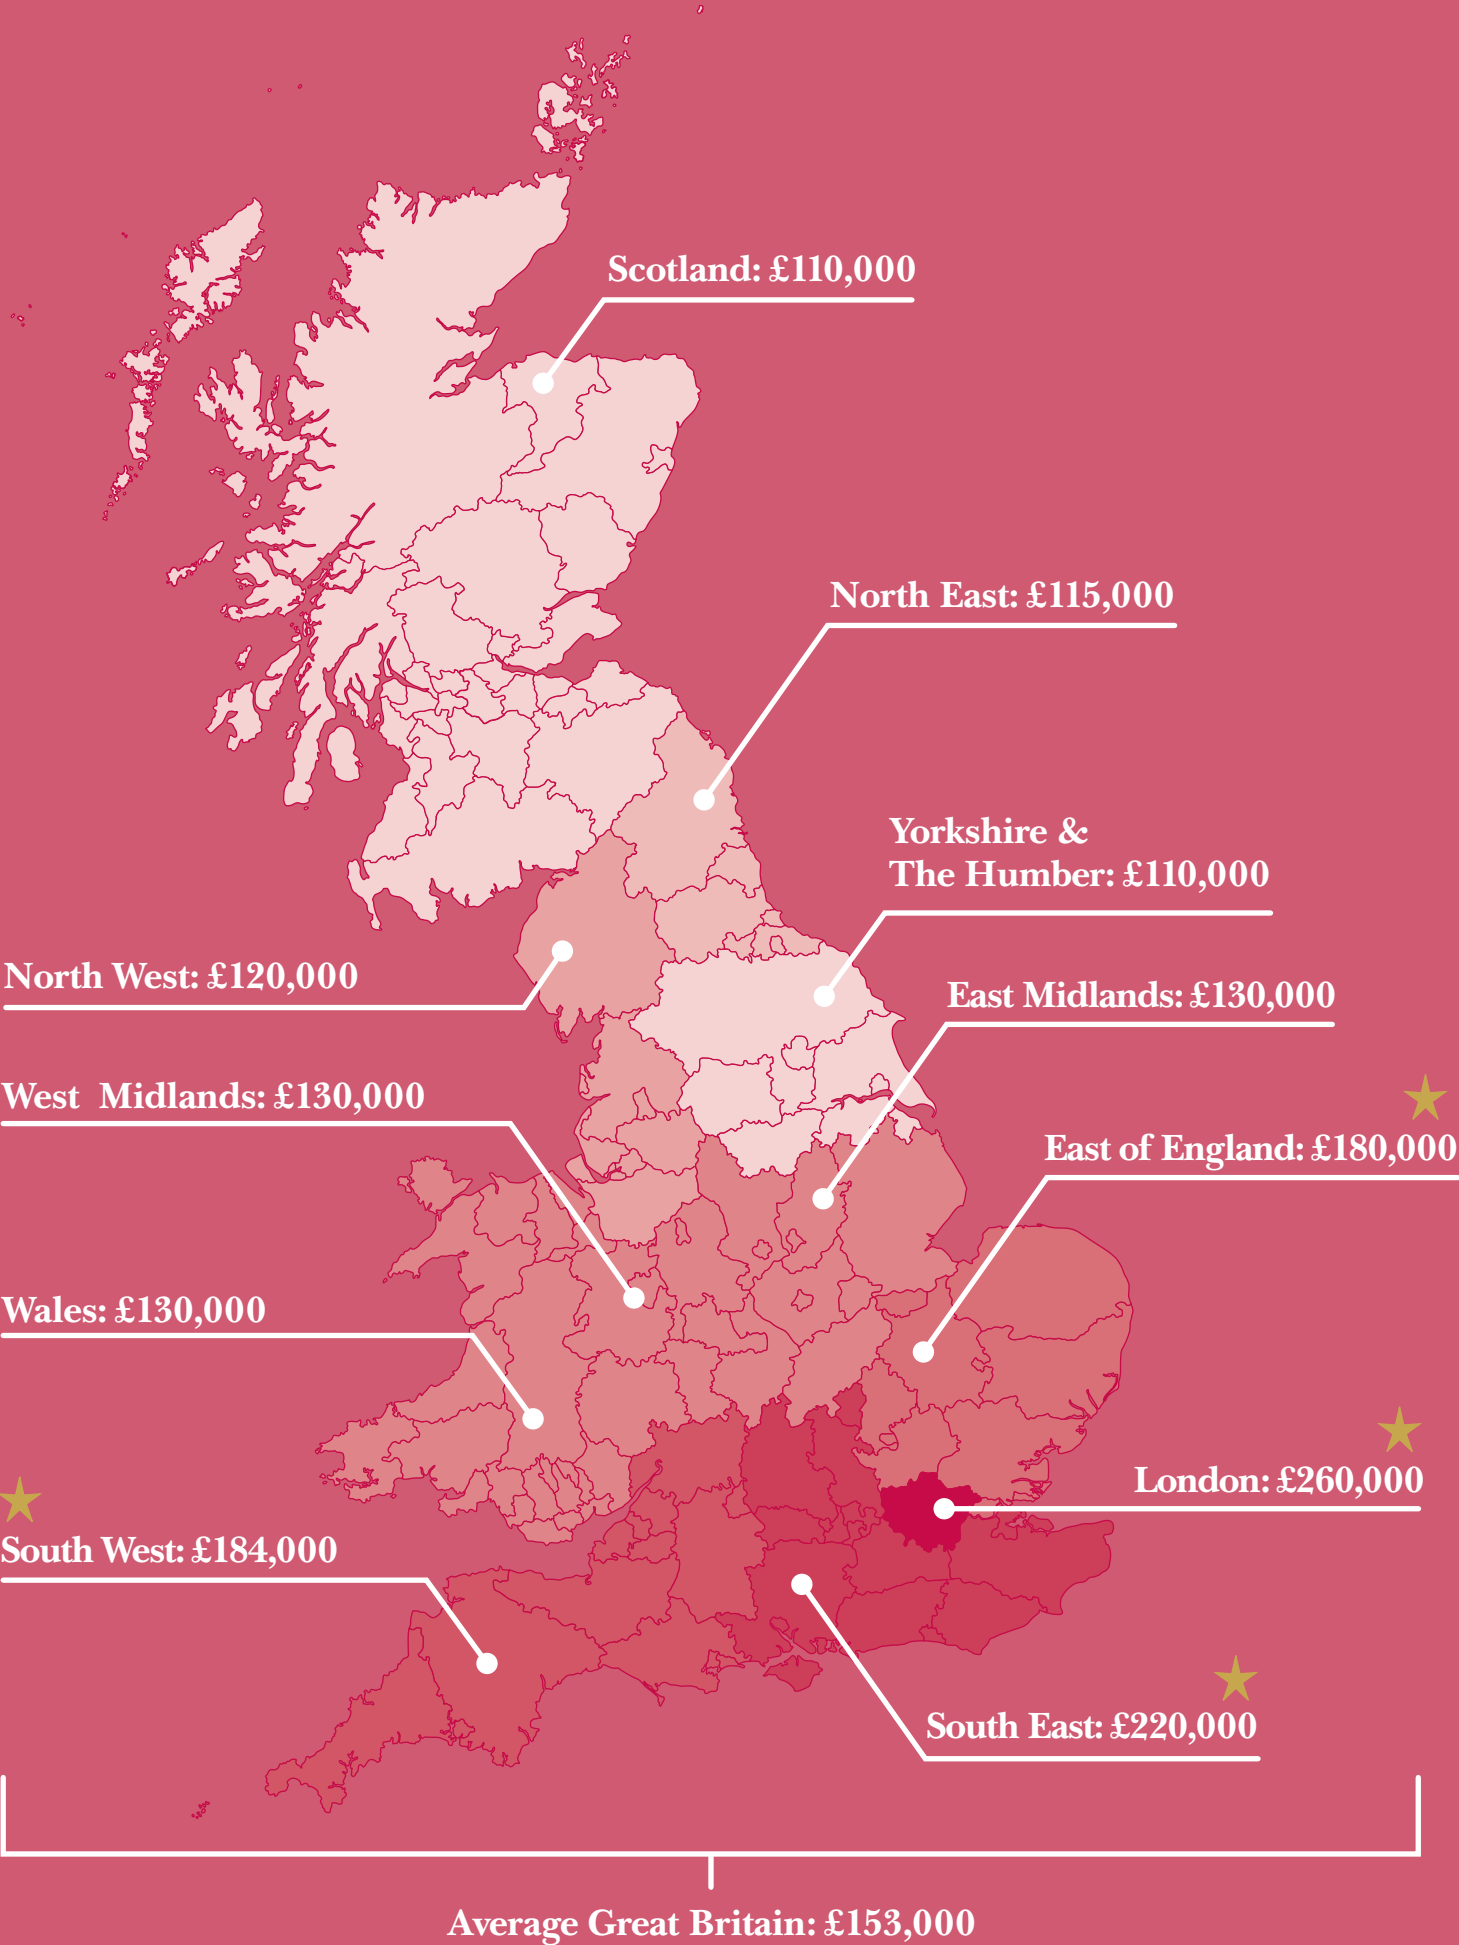 Scotland: £110,000
North East: £115,000
Yorkshire &
The Humber: £110,000
North West: £120,000
East Midlands: £130,000
West Midlands: £130,000
East of England: £180,000
Wales: £130,000
London: £260,000
South West: £184,000
South East: £220,000
Average Great Britain: £153,000